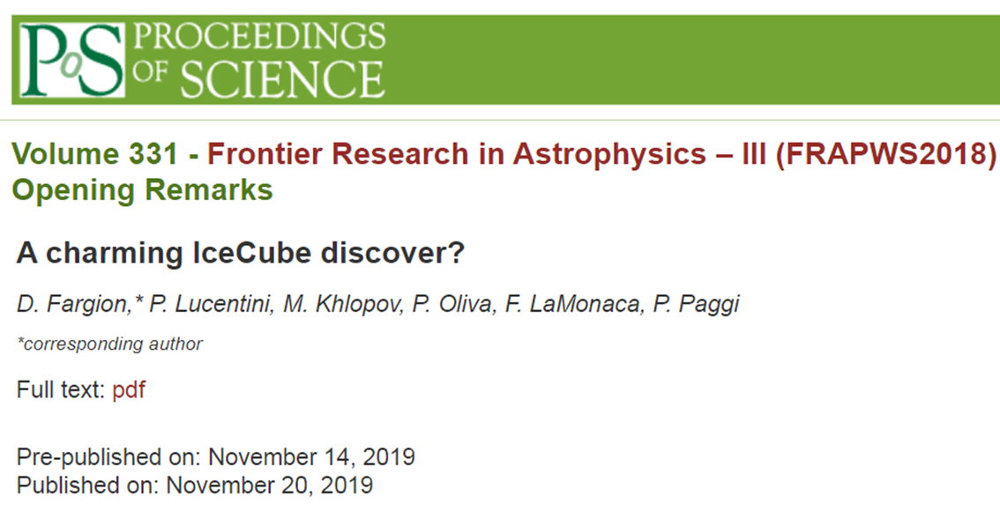 PoS PROCEEDINGS
OF SCIENCE
Volume 331 - Frontier Research in Astrophysics – III (FRAPWS2018)
Opening Remarks
A charming IceCube discover?
D. Fargion,* P. Lucentini, M. Khlopov, P. Oliva, F. LaMonaca, P. Paggi
*corresponding author
Full text: pdf
Pre-published on: November 14, 2019
Published on: November 20, 2019